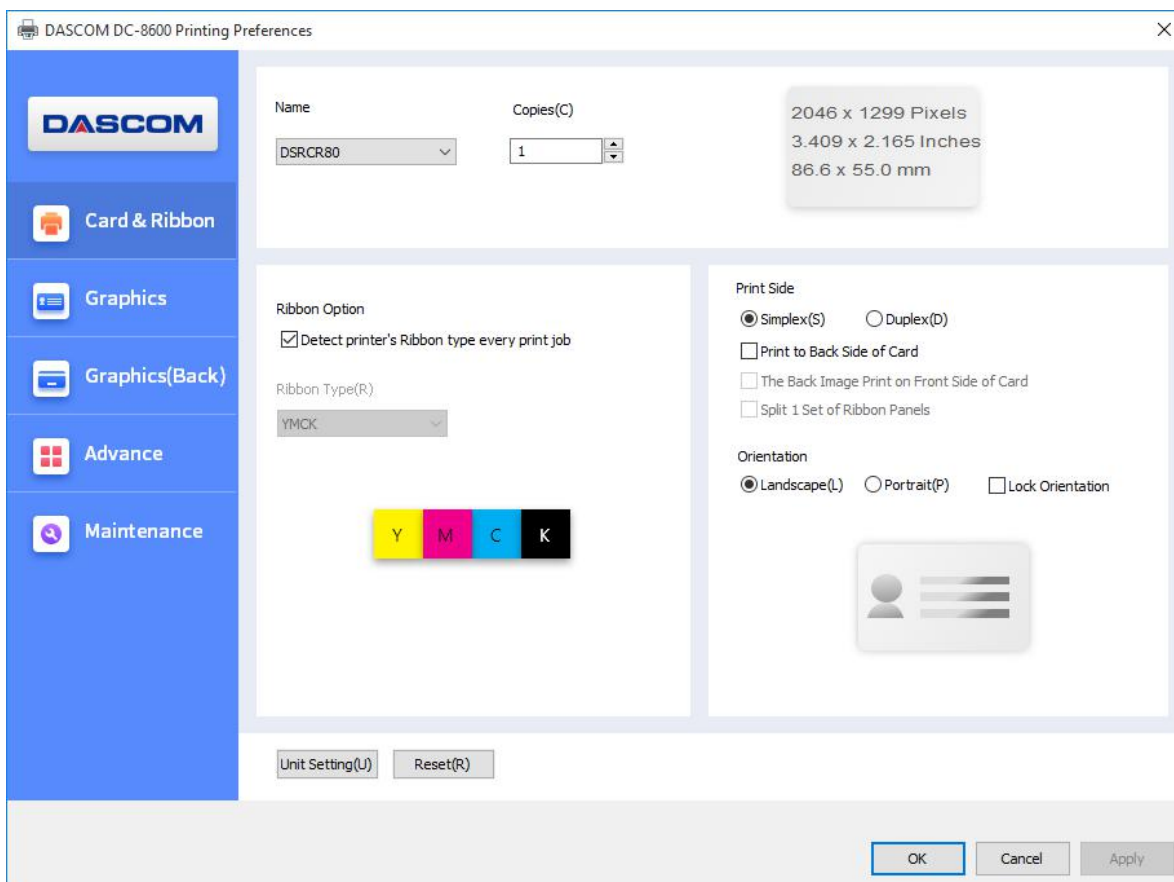 DASCOM DC-8600 Printing Preferences
DASCOM
Card & Ribbon
Graphics
Graphics(Back)
Advance
Maintenance
Name
Copies(C)
DSRCR80
1
2046 x 1299 Pixels
3.409 x 2.165 Inches
86.6 x 55.0 mm
Ribbon Option
Detect printer's Ribbon type every print job
Ribbon Type(R)
YMCK
Y M C K
Print Side
Simplex(S) Duplex(D)
Print to Back Side of Card
The Back Image Print on Front Side of Card
Split 1 Set of Ribbon Panels
Orientation
Landscape(L) Portrait(P) Lock Orientation
Unit Setting(U) Reset(R)
OK Cancel Apply